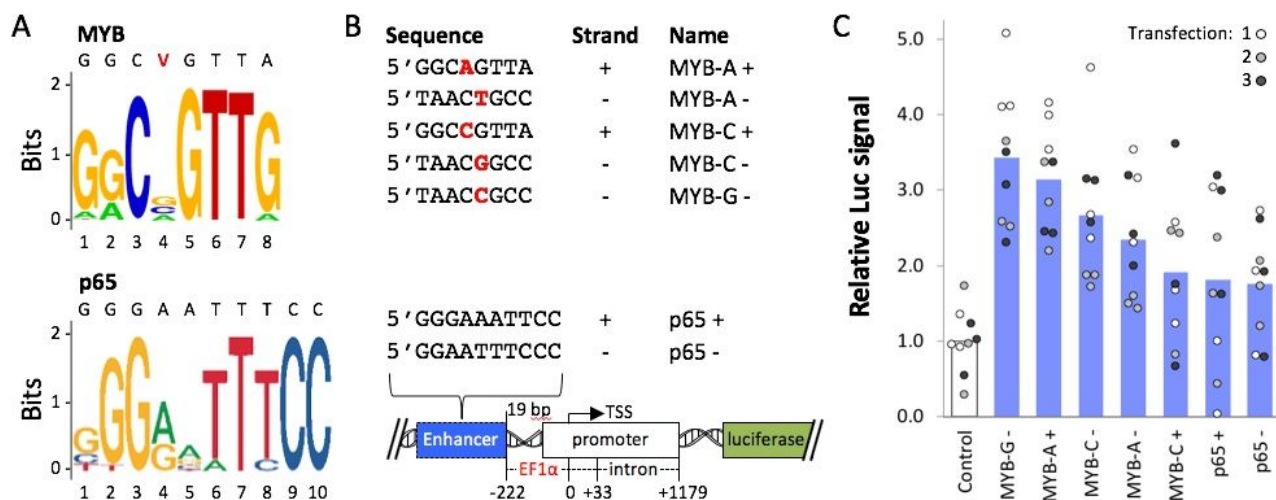 A
MYB
G G C V G T T A
Bits
2
1
0
1 2 3 4 5 6 7 8
p65
G G G A A T T T C C
Bits
2
1
0
1 2 3 4 5 6 7 8 9 10
B
Sequence Strand Name
5'GGCAGTTA + MYB-A +
5'TAACTGCC - MYB-A -
5'GGCCGTTA + MYB-C +
5'TAACGGCC - MYB-C -
5'TAACCGCC - MYB-G -
5'GGGAAATTCC + p65 +
5'GGAATTTCCC - p65 -
19 bp TSS
Enhancer promoter luciferase
EF1α intron
-222 0 +33 +1179
C
Relative Luc signal
5.0
4.0
3.0
2.0
1.0
0.0
Transfection: 1
2
3
Control
MYB-G -
MYB-A +
MYB-C -
MYB-A -
MYB-C +
p65 +
p65 -